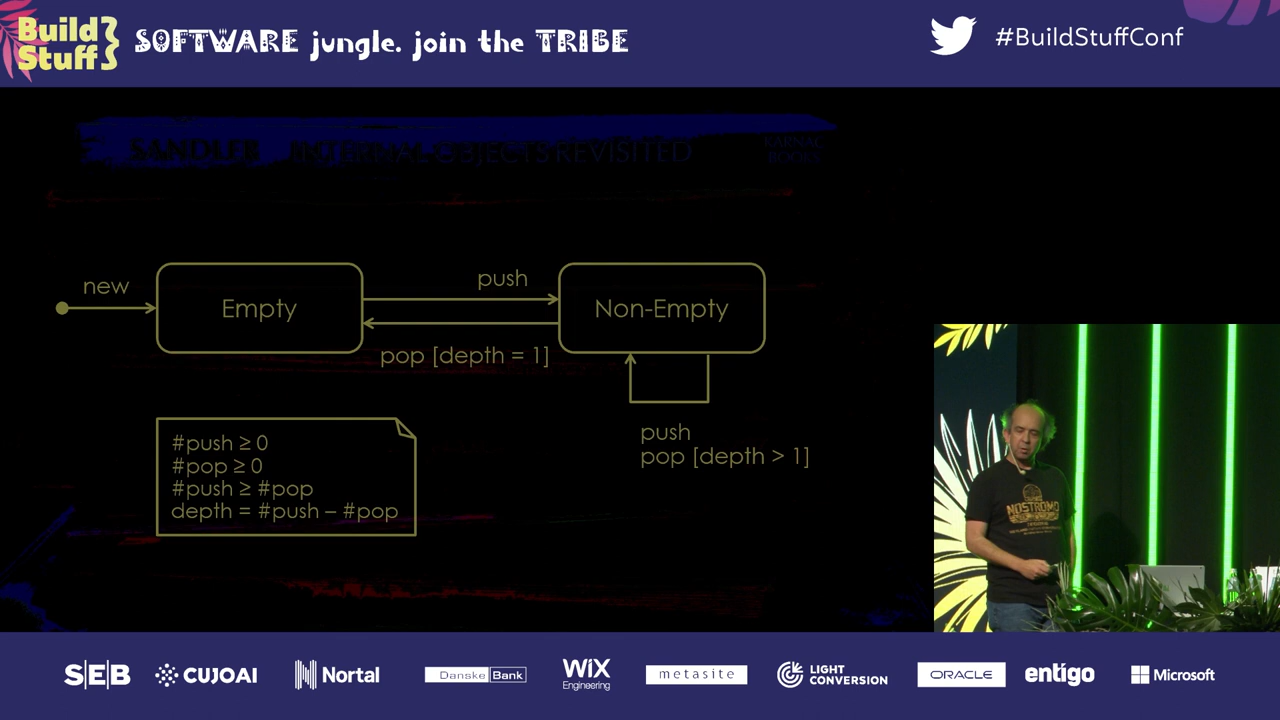 Build
Stuff
SOFTWARE jungle. join the TRIBE
#BuildStuffConf
SANDLER INTERNAL OBJECTS REVISITED
KARNAC
BOOKS
new
Empty
push
Non-Empty
pop [depth = 1]
push
pop [depth > 1]
#push ≥ 0
#pop ≥ 0
#push ≥ #pop
depth = #push – #pop
NOSTROMO
SEB
CUJOAI
Nortal
Danske Bank
WiX
Engineering
metasite
LIGHT
CONVERSION
ORACLE
entigo
Microsoft